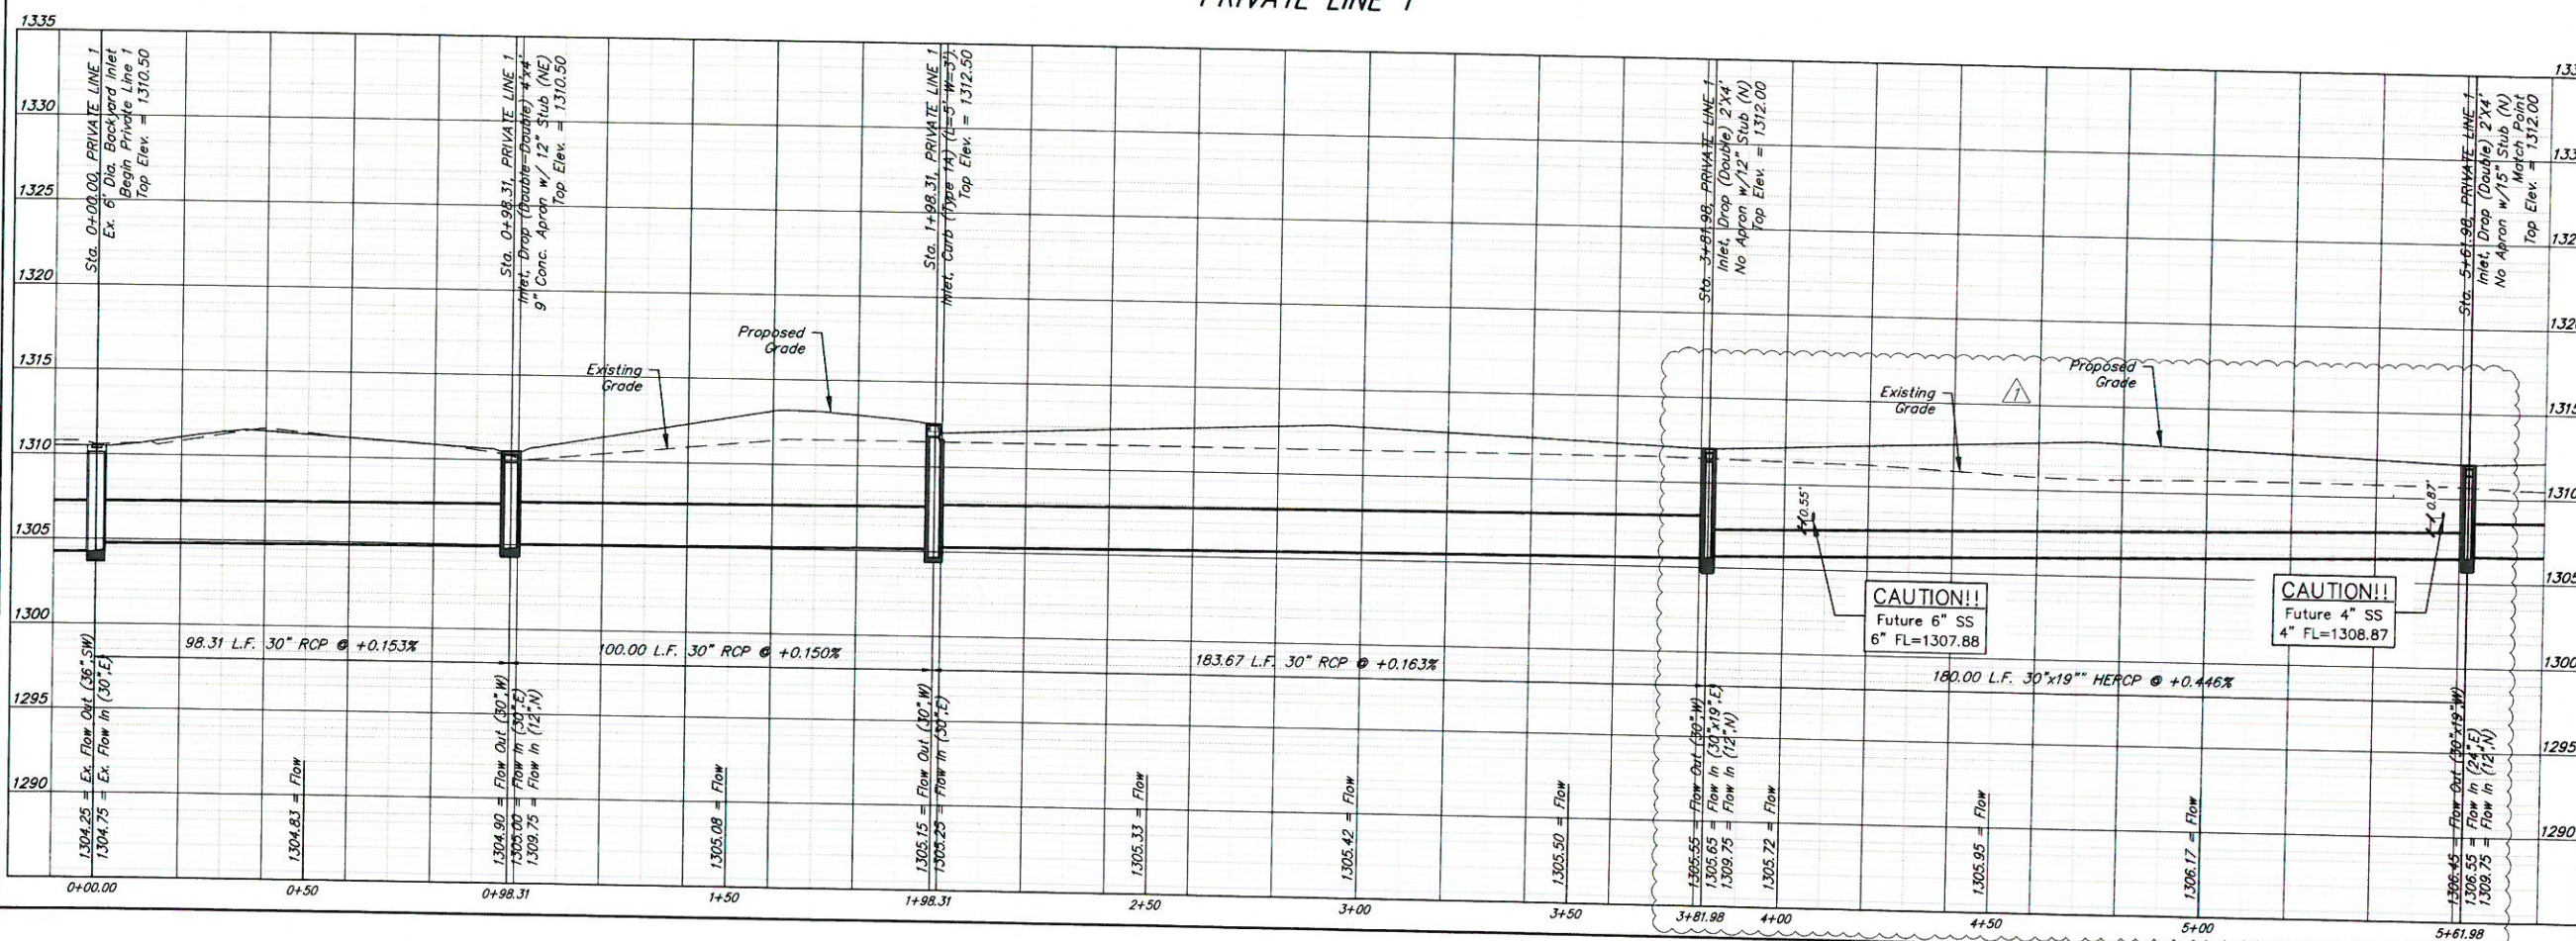 PRIVATE LINE 1
1335
1330
1325
1320
1315
1310
1305
1300
1295
1290
Sta. 0+00.00, PRIVATE LINE 1
Ex. 6' Dia. Backyard Inlet
Begin Private Line 1
Top Elev. = 1310.50
Sta. 0+98.31, PRIVATE LINE 1
Inlet, Drop (Double-Double) 4'x4'
9" Conc. Apron w/ 12" Stub (NE)
Top Elev. = 1310.50
Sta. 1+98.31, PRIVATE LINE 1
Inlet, Curb (Type 1A) (L=5' W=3')
Top Elev. = 1312.50
Sta. 3+81.98, PRIVATE LINE 1
Inlet, Drop (Double) 2'X4'
No Apron w/12" Stub (N)
Top Elev. = 1312.00
Sta. 5+61.98, PRIVATE LINE 1
Inlet, Drop (Double) 2'X4'
No Apron w/15" Stub (N)
Match Point
Top Elev. = 1312.00
Existing
Grade
Proposed
Grade
Existing
Grade
1
Proposed
Grade
0.55'
0.87'
CAUTION!!
Future 6" SS
6" FL=1307.88
CAUTION!!
Future 4" SS
4" FL=1308.87
98.31 L.F. 30" RCP @ +0.153%
100.00 L.F. 30" RCP @ +0.150%
183.67 L.F. 30" RCP @ +0.163%
180.00 L.F. 30"x19"" HERCP @ +0.446%
1304.25 = Ex. Flow Out (36",SW)
1304.75 = Ex. Flow In (30",E)
1304.83 = Flow
1304.90 = Flow Out (30",W)
1305.00 = Flow In (30",E)
1309.75 = Flow In (12",N)
1305.08 = Flow
1305.15 = Flow Out (30",W)
1305.25 = Flow In (30",E)
1305.33 = Flow
1305.42 = Flow
1305.50 = Flow
1305.55 = Flow Out (30",W)
1305.65 = Flow In (30"x19",E)
1309.75 = Flow In (12",N)
1305.72 = Flow
1305.95 = Flow
1306.17 = Flow
1306.45 = Flow Out (30"x19",W)
1306.55 = Flow In (24",E)
1309.75 = Flow In (12",N)
1315
1310
1305
1300
1295
1290
0+00.00
0+50
0+98.31
1+50
1+98.31
2+50
3+00
3+50
3+81.98
4+00
4+50
5+00
5+61.98